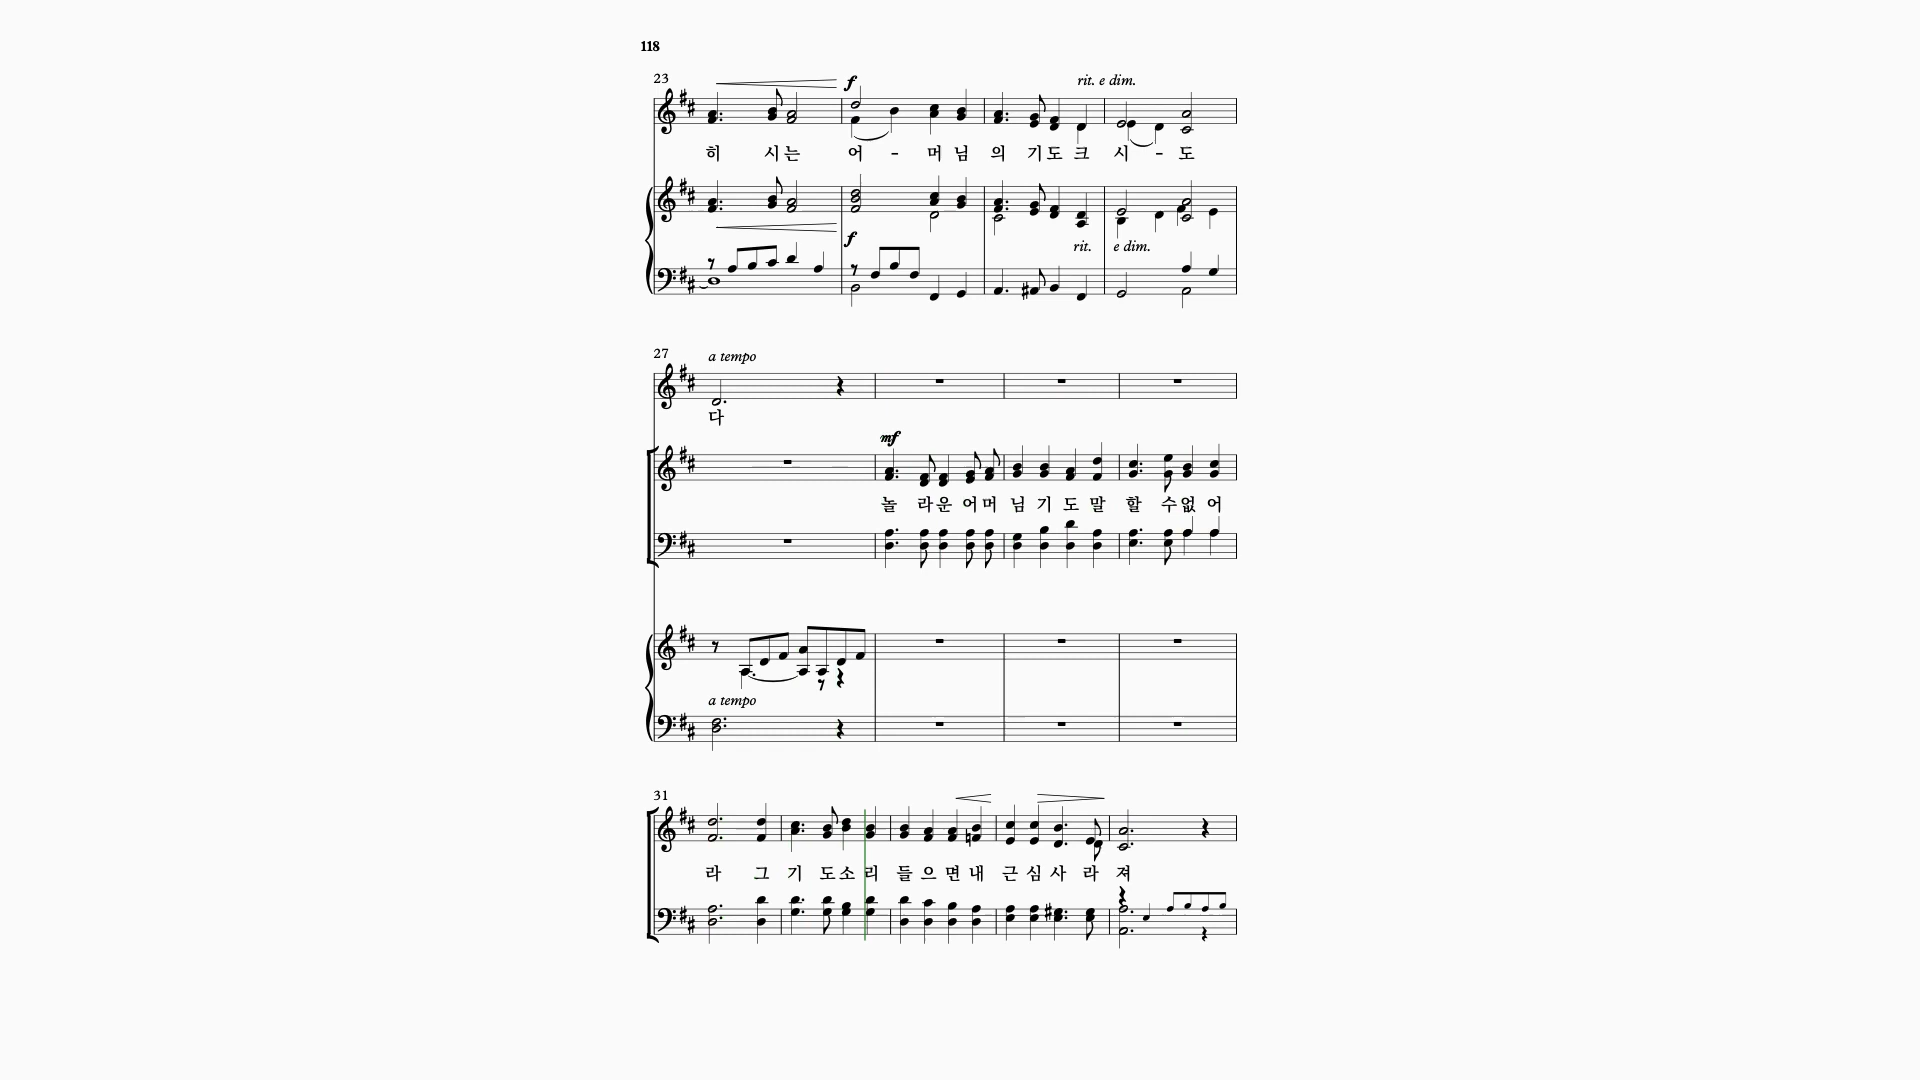 118
23
f
rit. e dim.
히 시는 어 - 머 님 의 기도 크 시 - 도
f
rit. e dim.
27
a tempo
다
mf
놀 라운 어머 님 기 도 말 할 수없 어
a tempo
31
라 그 기 도소 리 들 으 면 내 근 심 사 라 져